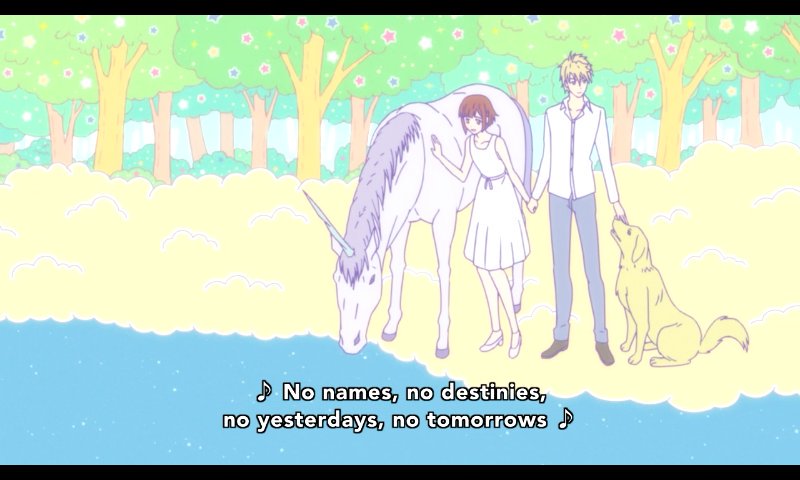 ♪ No names, no destinies,
no yesterdays, no tomorrows ♪